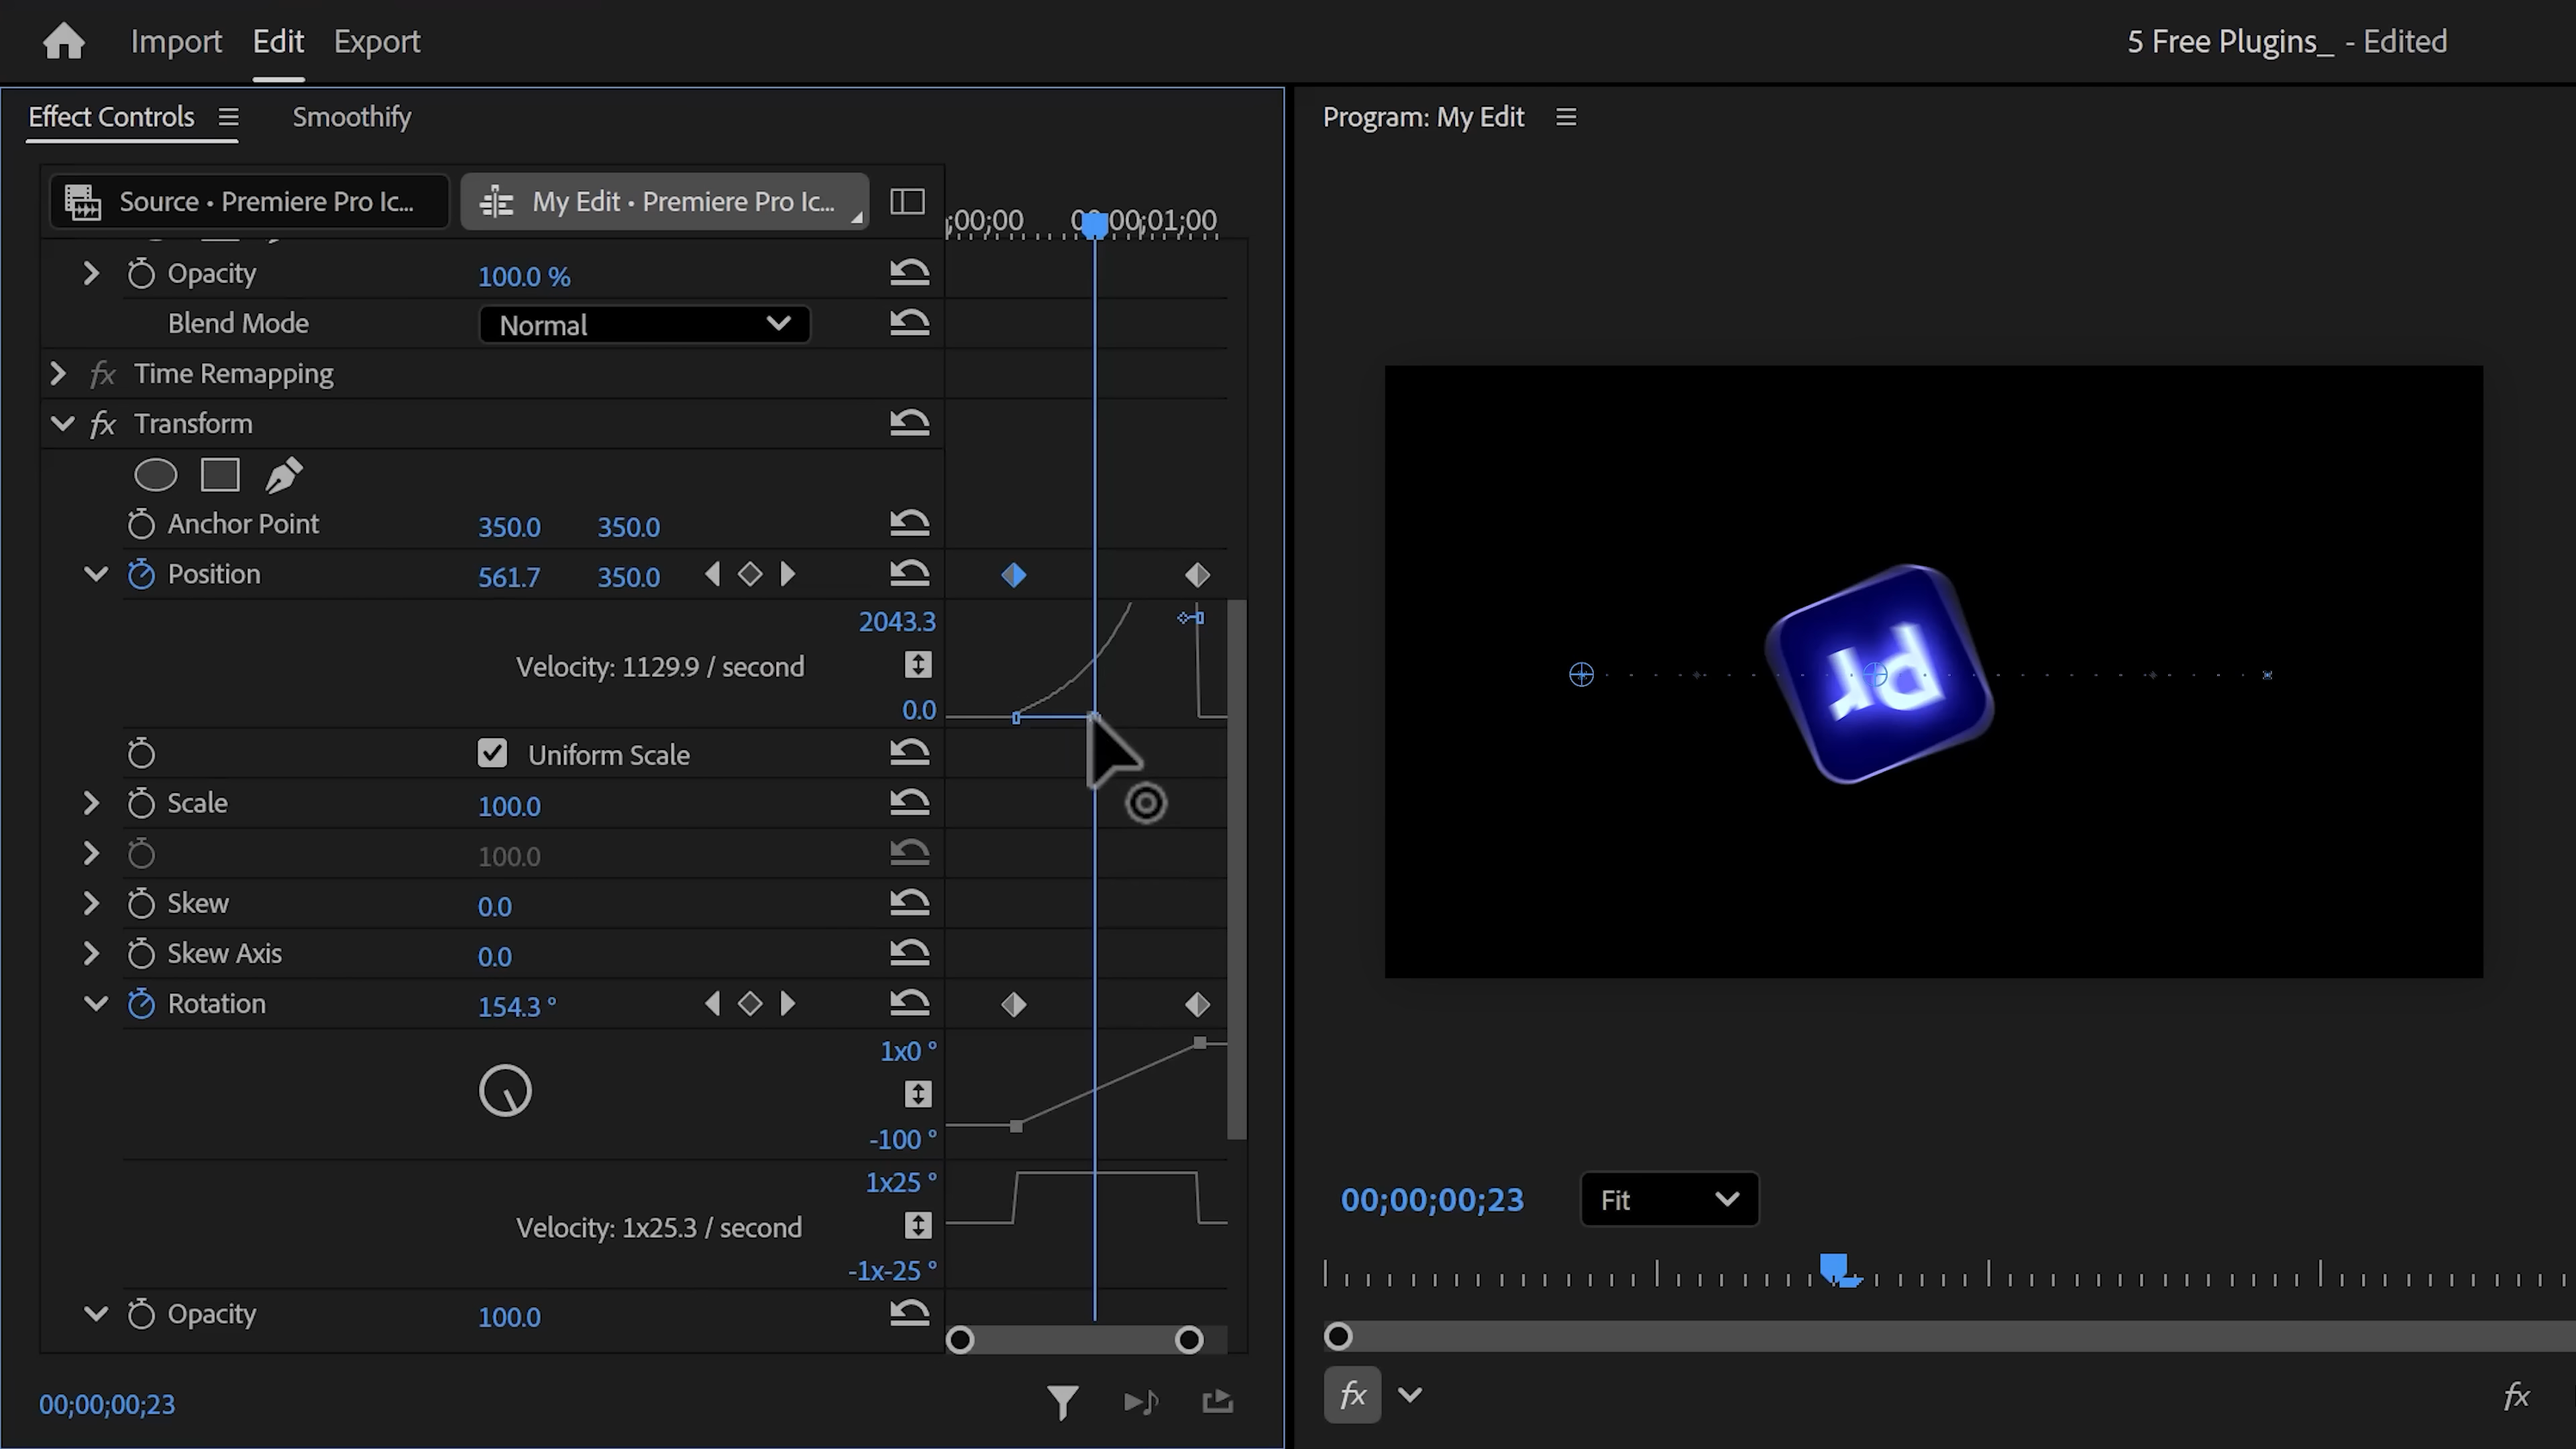 Import Edit Export
5 Free Plugins_ - Edited
Effect Controls Smoothify
Source • Premiere Pro Ic...
My Edit • Premiere Pro Ic...
;00;00
00;01;00
Opacity 100.0 %
Blend Mode Normal
fx Time Remapping
fx Transform
Anchor Point 350.0 350.0
Position 561.7 350.0
2043.3
Velocity: 1129.9 / second
0.0
Uniform Scale
Scale 100.0
100.0
Skew 0.0
Skew Axis 0.0
Rotation 154.3 °
1x0 °
-100 °
1x25 °
Velocity: 1x25.3 / second
-1x-25 °
Opacity 100.0
00;00;00;23
Program: My Edit
Pr
00;00;00;23 Fit
fx
fx